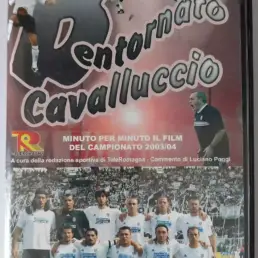 Bentornato
Cavalluccio
MINUTO PER MINUTO IL FILM
DEL CAMPIONATO 2003/04
A cura della redazione sportiva di TeleRomagna - Commento di Luciano Poggi